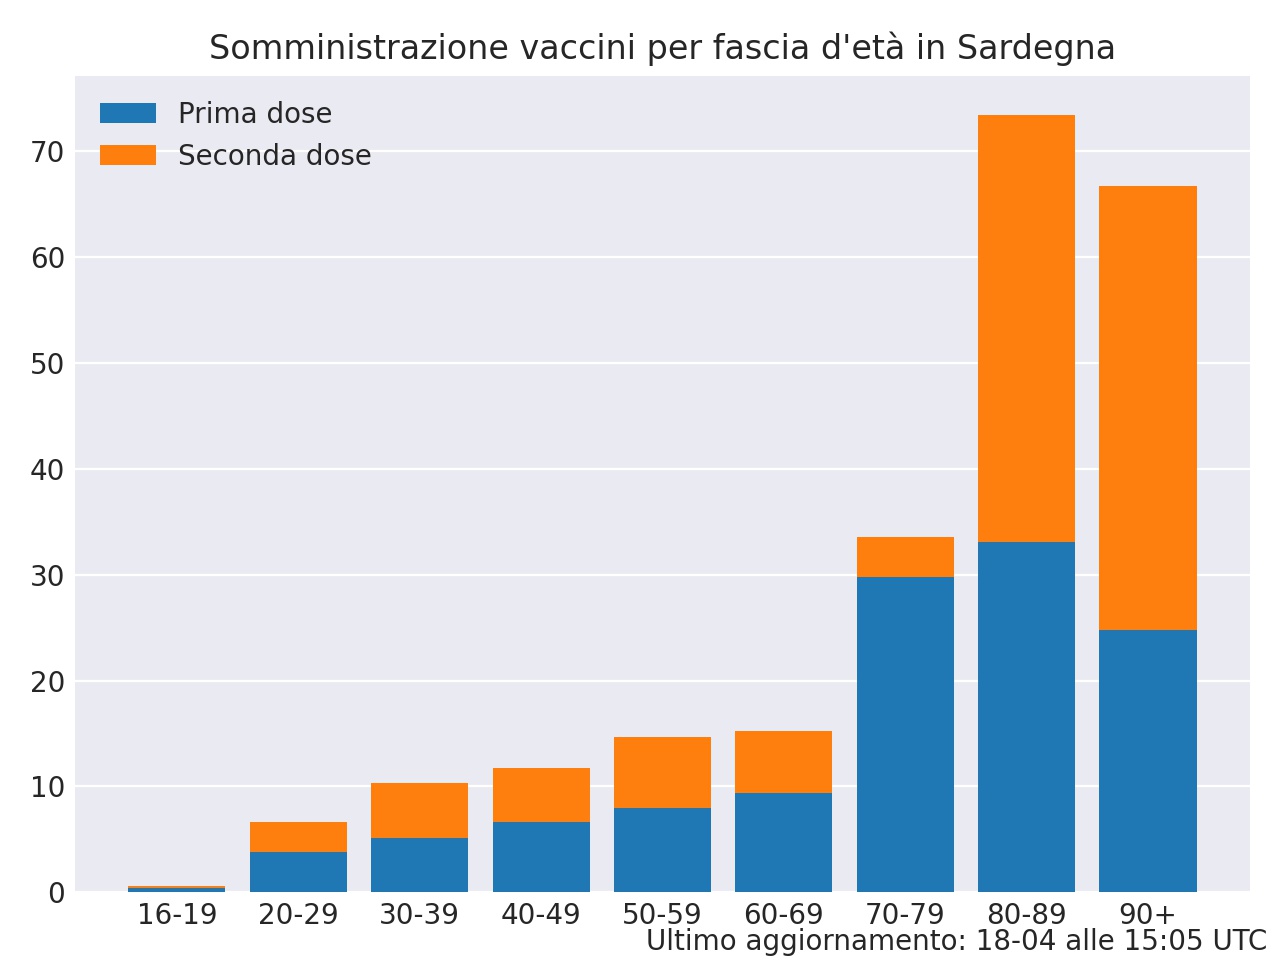 Somministrazione vaccini per fascia d'età in Sardegna
Prima dose
Seconda dose
70
60
50
40
30
20
10
0
16-19 20-29 30-39 40-49 50-59 60-69 70-79 80-89 90+
Ultimo aggiornamento: 18-04 alle 15:05 UTC